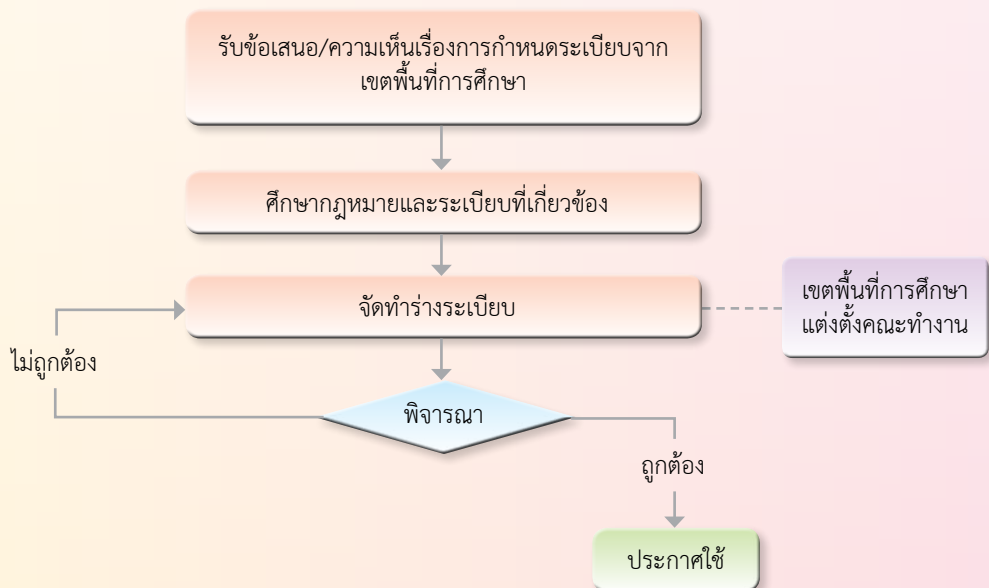 รับข้อเสนอ/ความเห็นเรื่องการกำหนดระเบียบจาก
เขตพื้นที่การศึกษา
ศึกษากฎหมายและระเบียบที่เกี่ยวข้อง
จัดทำร่างระเบียบ
เขตพื้นที่การศึกษา
แต่งตั้งคณะทำงาน
ไม่ถูกต้อง
พิจารณา
ถูกต้อง
ประกาศใช้